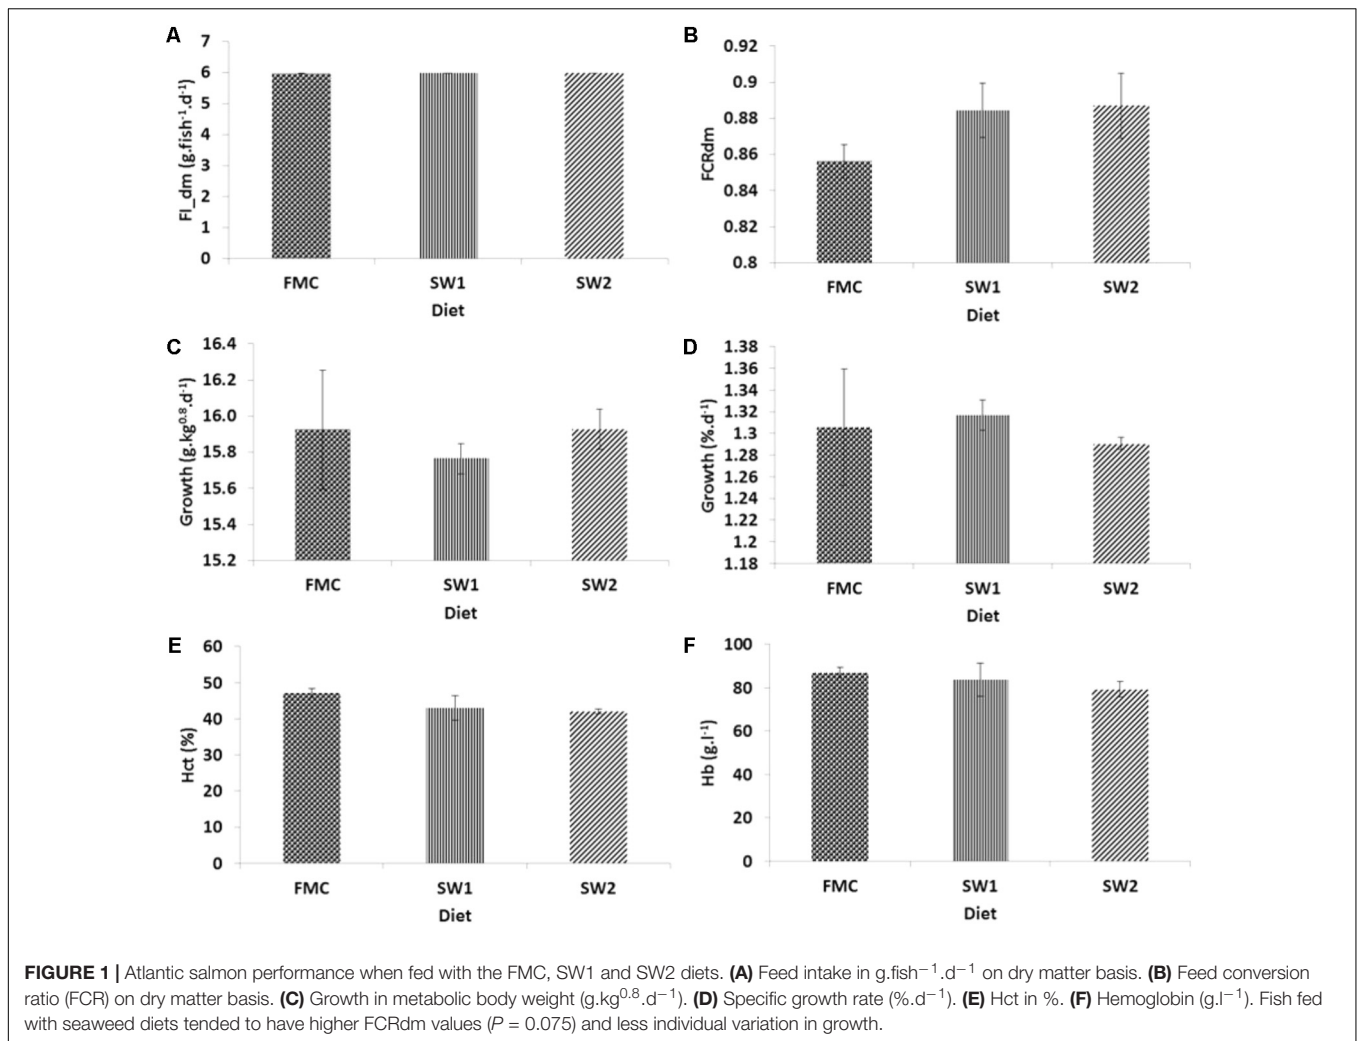 A
7
6
5
4
3
2
1
0
FI_dm (g.fish-1.d-1)
FMC SW1 SW2
Diet
B
0.92
0.9
0.88
0.86
0.84
0.82
0.8
FCRdm
FMC SW1 SW2
Diet
C
16.4
16.2
16.0
15.8
15.6
15.4
15.2
Growth (g.kg0.8.d-1)
FMC SW1 SW2
Diet
D
1.38
1.36
1.34
1.32
1.3
1.28
1.26
1.24
1.22
1.2
1.18
Growth (%.d-1)
FMC SW1 SW2
Diet
E
60
50
40
30
20
10
0
Hct (%)
FMC SW1 SW2
Diet
F
100
80
60
40
20
0
Hb (g.l-1)
FMC SW1 SW2
Diet
FIGURE 1 | Atlantic salmon performance when fed with the FMC, SW1 and SW2 diets. (A) Feed intake in g.fish−1.d−1 on dry matter basis. (B) Feed conversion
ratio (FCR) on dry matter basis. (C) Growth in metabolic body weight (g.kg0.8.d−1). (D) Specific growth rate (%.d−1). (E) Hct in %. (F) Hemoglobin (g.l−1). Fish fed
with seaweed diets tended to have higher FCRdm values (P = 0.075) and less individual variation in growth.